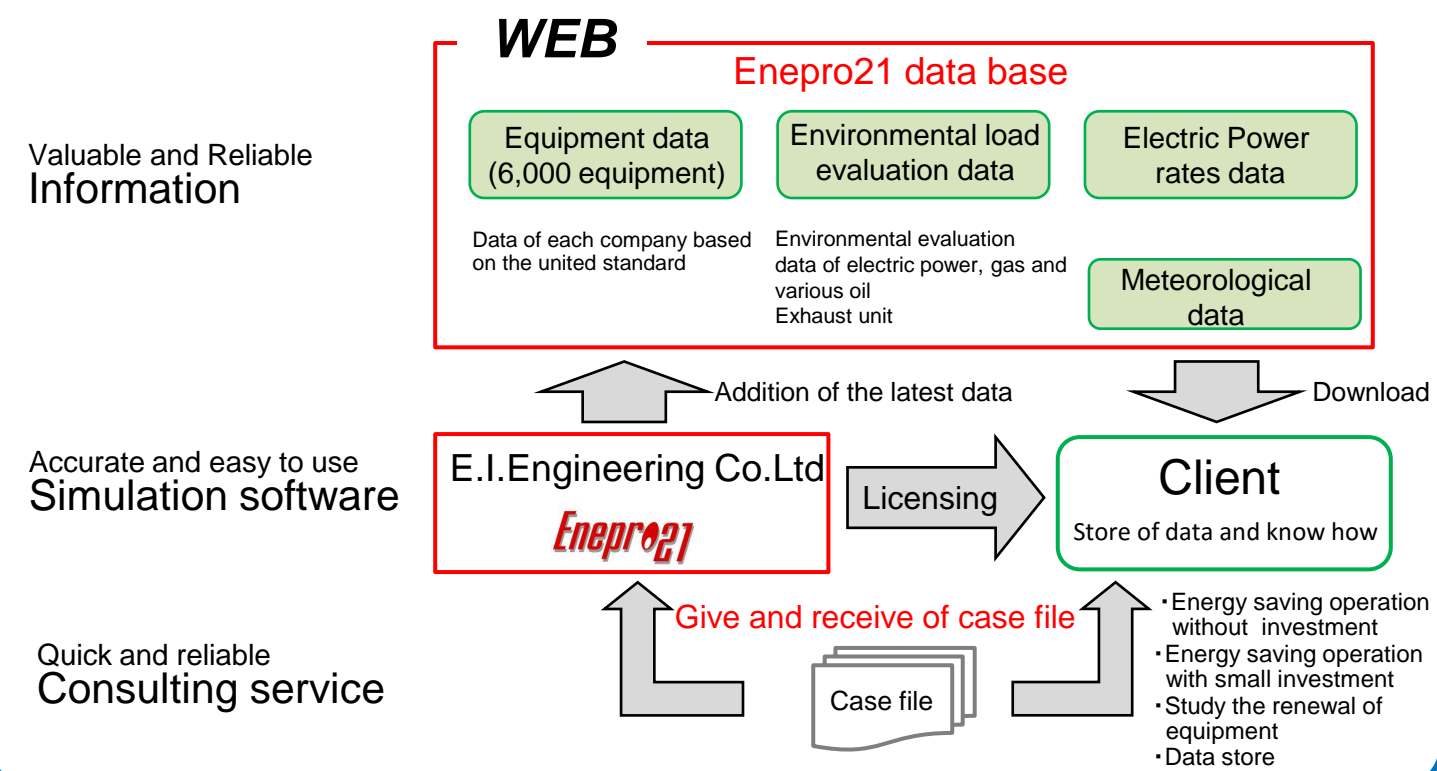 WEB
Enepro21 data base
Valuable and Reliable
Information
Equipment data
(6,000 equipment)
Environmental load
evaluation data
Electric Power
rates data
Data of each company based
on the united standard
Environmental evaluation
data of electric power, gas and
various oil
Exhaust unit
Meteorological
data
Addition of the latest data
Download
Accurate and easy to use
Simulation software
E.I.Engineering Co.Ltd
Enepro21
Licensing
Client
Store of data and know how
Give and receive of case file
Quick and reliable
Consulting service
Case file
・Energy saving operation
without investment
・Energy saving operation
with small investment
・Study the renewal of
equipment
・Data store